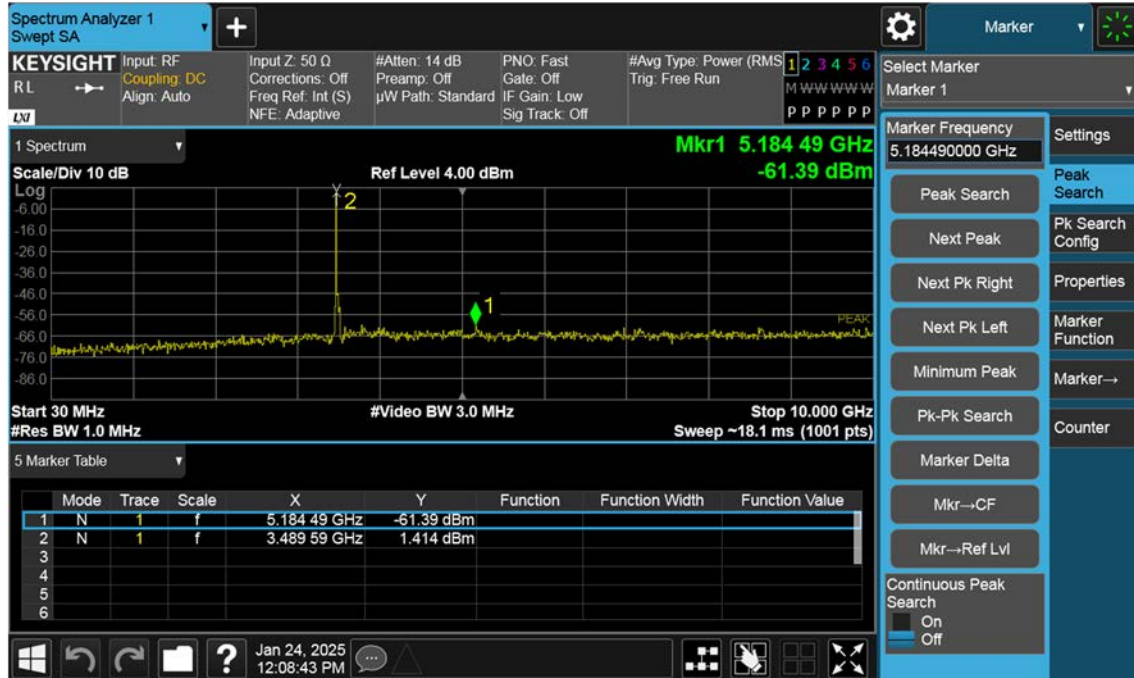 Spectrum Analyzer 1
Swept SA
Marker
KEYSIGHT
R L
LXI
Input: RF
Coupling: DC
Align: Auto
Input Z: 50 Ω
Corrections: Off
Freq Ref: Int (S)
NFE: Adaptive
#Atten: 14 dB
Preamp: Off
µW Path: Standard
PNO: Fast
Gate: Off
IF Gain: Low
Sig Track: Off
#Avg Type: Power (RMS
Trig: Free Run
1 2 3 4 5 6
M W W W W W
P P P P P P
Select Marker
Marker 1
1 Spectrum
Mkr1 5.184 49 GHz
-61.39 dBm
Scale/Div 10 dB
Ref Level 4.00 dBm
Log
-6.00
-16.0
-26.0
-36.0
-46.0
-56.0
-66.0
-76.0
-86.0
2
1
PEAK
Start 30 MHz
#Video BW 3.0 MHz
Stop 10.000 GHz
#Res BW 1.0 MHz
Sweep ~18.1 ms (1001 pts)
5 Marker Table
Mode Trace Scale X Y Function Function Width Function Value
1 N 1 f 5.184 49 GHz -61.39 dBm
2 N 1 f 3.489 59 GHz 1.414 dBm
3
4
5
6
Marker Frequency
5.184490000 GHz
Peak Search
Next Peak
Next Pk Right
Next Pk Left
Minimum Peak
Pk-Pk Search
Marker Delta
Mkr→CF
Mkr→Ref Lvl
Continuous Peak
Search
On
Off
Settings
Peak
Search
Pk Search
Config
Properties
Marker
Function
Marker→
Counter
?
Jan 24, 2025
12:08:43 PM